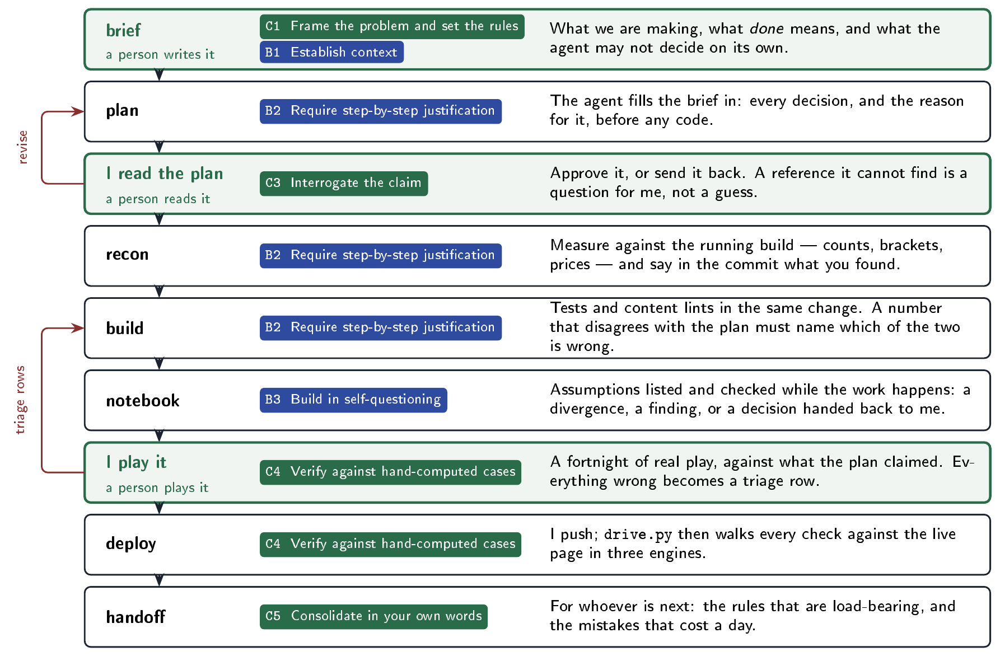 brief
a person writes it
C1 Frame the problem and set the rules
B1 Establish context
What we are making, what done means, and what the
agent may not decide on its own.
plan
B2 Require step-by-step justification
The agent fills the brief in: every decision, and the reason
for it, before any code.
revise
I read the plan
a person reads it
C3 Interrogate the claim
Approve it, or send it back. A reference it cannot find is a
question for me, not a guess.
recon
B2 Require step-by-step justification
Measure against the running build — counts, brackets,
prices — and say in the commit what you found.
build
B2 Require step-by-step justification
Tests and content lints in the same change. A number
that disagrees with the plan must name which of the two
is wrong.
triage rows
notebook
B3 Build in self-questioning
Assumptions listed and checked while the work happens: a
divergence, a finding, or a decision handed back to me.
I play it
a person plays it
C4 Verify against hand-computed cases
A fortnight of real play, against what the plan claimed. Ev-
erything wrong becomes a triage row.
deploy
C4 Verify against hand-computed cases
I push; drive.py then walks every check against the live
page in three engines.
handoff
C5 Consolidate in your own words
For whoever is next: the rules that are load-bearing, and
the mistakes that cost a day.